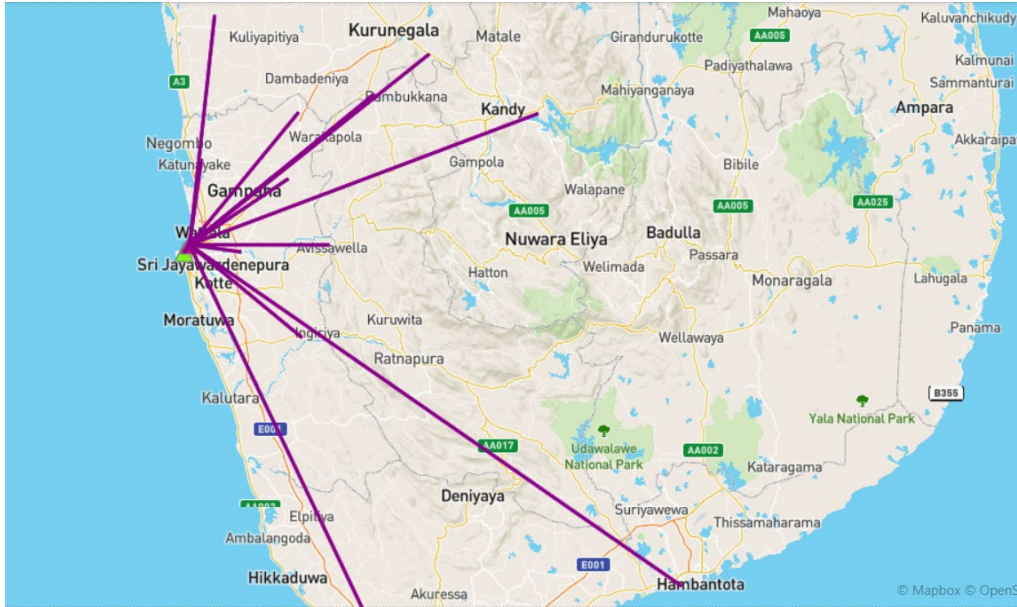 Mahaoya
Kaluvanchikudy
Kurunegala
Matale
Girandurukotte
AA005
Kuliyapitiya
Kalmunai
Padiyathalawa
Dambadeniya
A3
Sammanturai
Mahiyanganaya
Rambukkana
Kandy
Ampara
Negombo
Warakapola
Akkaraipa
Katunayake
Gampola
Bibile
Gampaha
Walapane
AA005
AA005
AA025
Wattala
Nuwara Eliya
Badulla
Avissawella
Passara
Sri Jayawardenepura
Kotte
Hatton
Welimada
Monaragala
Lahugala
Moratuwa
Kuruwita
Ingiriya
Panama
Wellawaya
Ratnapura
Kalutara
B355
Yala National Park
E001
AA017
Udawalawe
National Park
AA002
Kataragama
Deniyaya
AA002
Elpitiya
Suriyawewa
Thissamaharama
Ambalangoda
E001
Hikkaduwa
Hambantota
Akuressa
© Mapbox © OpenS